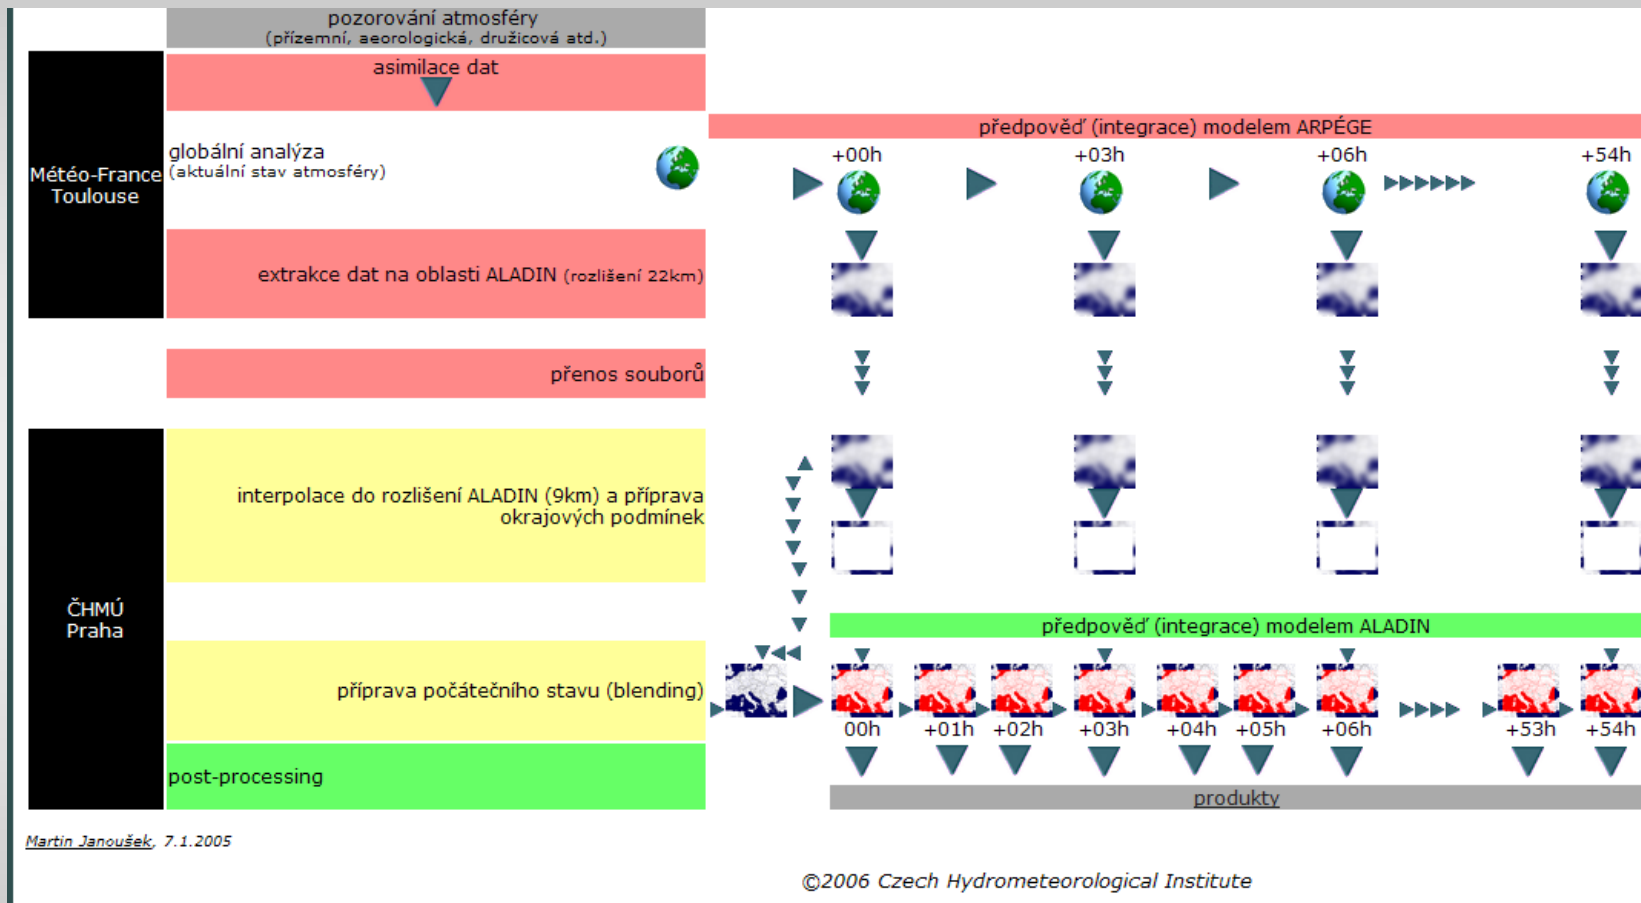 pozorování atmosféry
(přízemní, aeorologická, družicová atd.)
asimilace dat
předpověď (integrace) modelem ARPÉGE
Météo-France
Toulouse
globální analýza
(aktuální stav atmosféry)
+00h
+03h
+06h
+54h
extrakce dat na oblasti ALADIN (rozlišení 22km)
přenos souborů
ČHMÚ
Praha
interpolace do rozlišení ALADIN (9km) a příprava
okrajových podmínek
předpověď (integrace) modelem ALADIN
příprava počátečního stavu (blending)
00h
+01h
+02h
+03h
+04h
+05h
+06h
+53h
+54h
post-processing
produkty
Martin Janoušek, 7.1.2005
©2006 Czech Hydrometeorological Institute